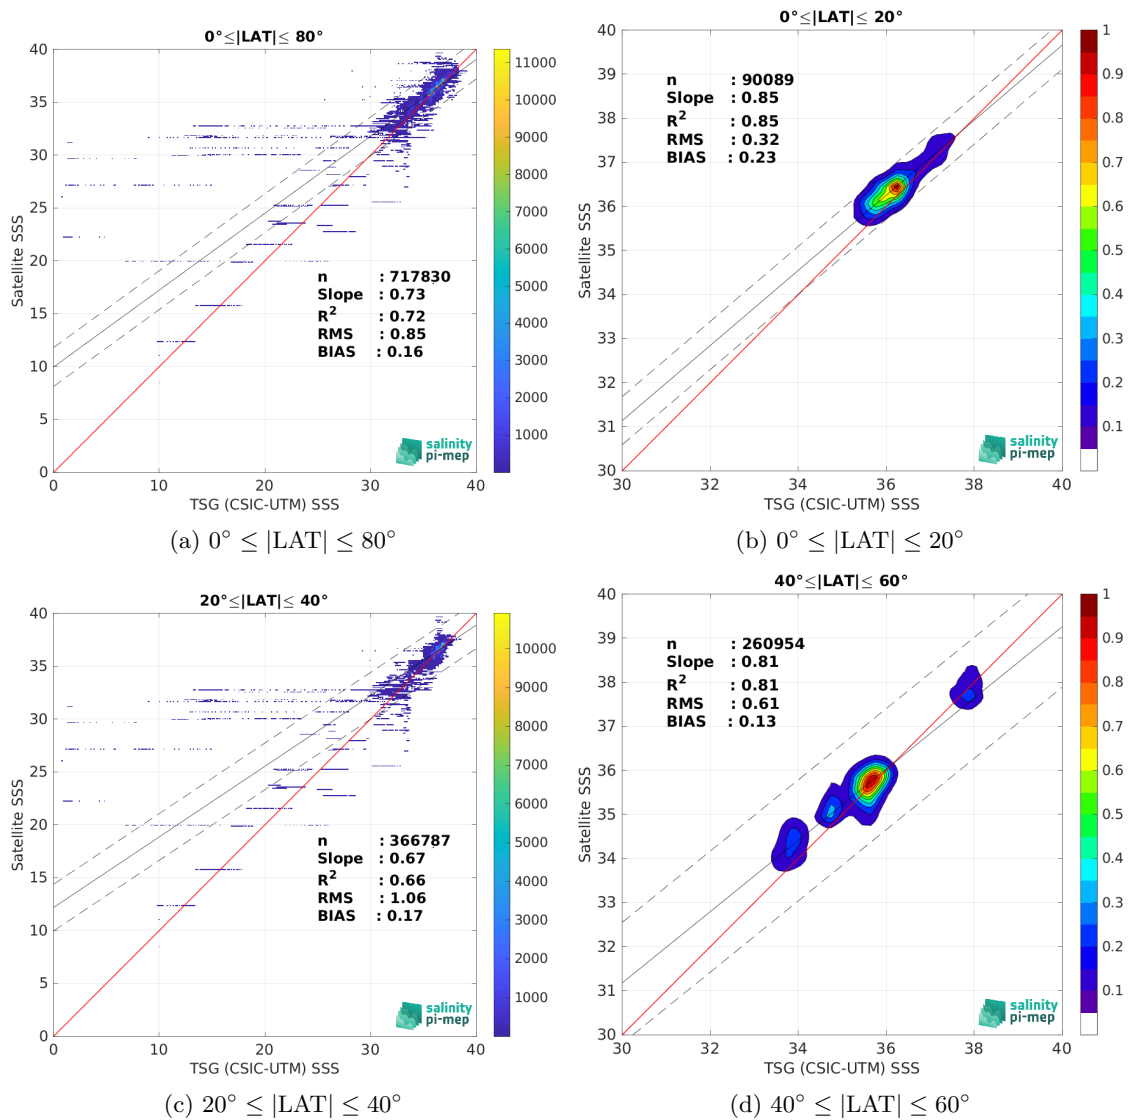 0°≤|LAT|≤ 80°
40
35
30
25
20
15
10
5
0
Satellite SSS
n : 717830
Slope : 0.73
R² : 0.72
RMS : 0.85
BIAS : 0.16
salinity
pi-mep
0 10 20 30 40
TSG (CSIC-UTM) SSS
11000
10000
9000
8000
7000
6000
5000
4000
3000
2000
1000
(a) 0° ≤ |LAT| ≤ 80°
0°≤|LAT|≤ 20°
40
39
38
37
36
35
34
33
32
31
30
Satellite SSS
n : 90089
Slope : 0.85
R² : 0.85
RMS : 0.32
BIAS : 0.23
salinity
pi-mep
30 32 34 36 38 40
TSG (CSIC-UTM) SSS
1
0.9
0.8
0.7
0.6
0.5
0.4
0.3
0.2
0.1
(b) 0° ≤ |LAT| ≤ 20°
20°≤|LAT|≤ 40°
40
35
30
25
20
15
10
5
0
Satellite SSS
n : 366787
Slope : 0.67
R² : 0.66
RMS : 1.06
BIAS : 0.17
salinity
pi-mep
0 10 20 30 40
TSG (CSIC-UTM) SSS
10000
9000
8000
7000
6000
5000
4000
3000
2000
1000
(c) 20° ≤ |LAT| ≤ 40°
40°≤|LAT|≤ 60°
40
39
38
37
36
35
34
33
32
31
30
Satellite SSS
n : 260954
Slope : 0.81
R² : 0.81
RMS : 0.61
BIAS : 0.13
salinity
pi-mep
30 32 34 36 38 40
TSG (CSIC-UTM) SSS
1
0.9
0.8
0.7
0.6
0.5
0.4
0.3
0.2
0.1
(d) 40° ≤ |LAT| ≤ 60°